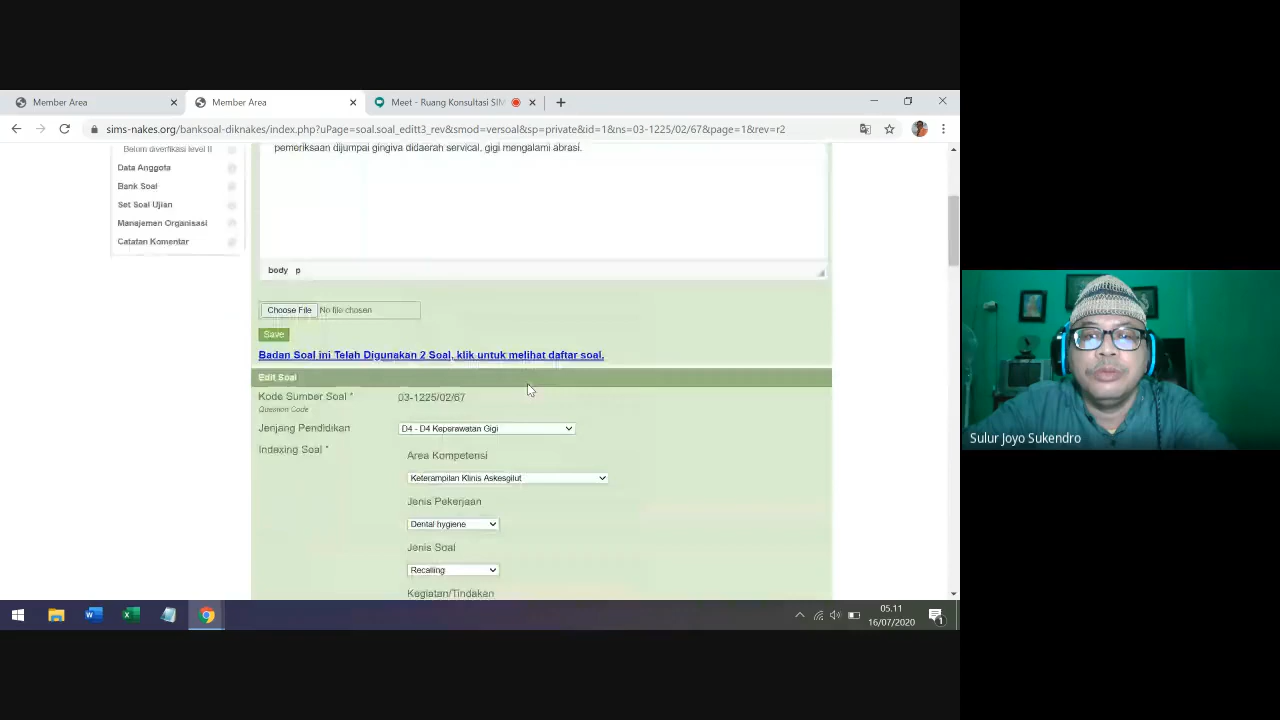 Member Area
Member Area
Meet - Ruang Konsultasi SIM
sims-nakes.org/banksoal-diknakes/index.php?uPage=soal.soal_editt3_rev&smod=versoal&sp=private&id=1&ns=03-1225/02/67&page=1&rev=r2
Belum diverfikasi level II
Data Anggota
Bank Soal
Set Soal Ujian
Manajemen Organisasi
Catatan Komentar
pemeriksaan dijumpai gingiva didaerah servical, gigi mengalami abrasi.
body p
Choose File No file chosen
Save
Badan Soal ini Telah Digunakan 2 Soal, klik untuk melihat daftar soal.
Edit Soal
Kode Sumber Soal * 03-1225/02/67
Question Code
Jenjang Pendidikan D4 - D4 Keperawatan Gigi
Indexing Soal *
Area Kompetensi
Keterampilan Klinis Askesgilut
Jenis Pekerjaan
Dental hygiene
Jenis Soal
Recalling
Kegiatan/Tindakan
Sulur Joyo Sukendro
05.11
16/07/2020
1